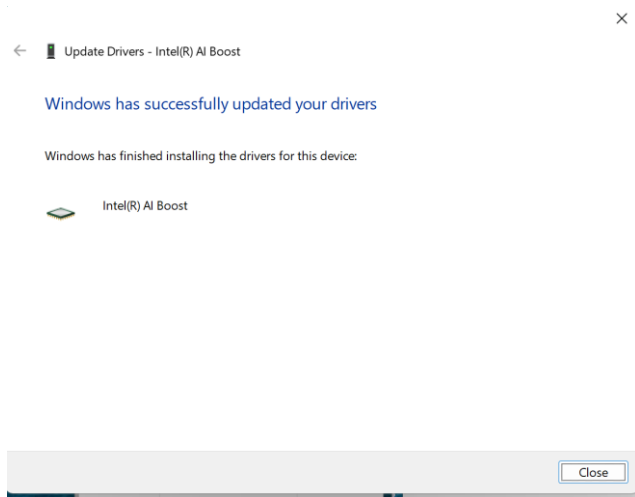 Update Drivers - Intel(R) AI Boost
Windows has successfully updated your drivers
Windows has finished installing the drivers for this device:
Intel(R) AI Boost
Close